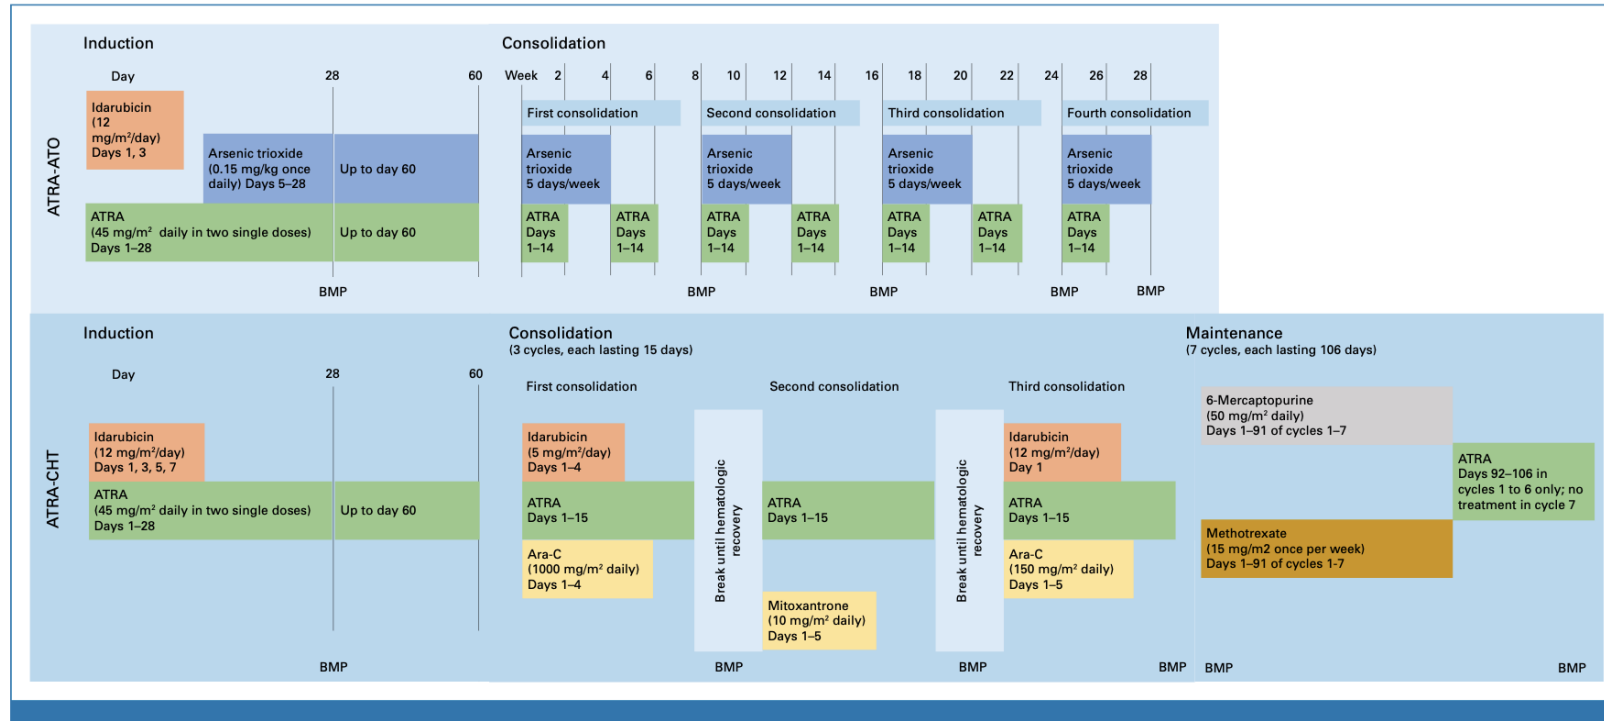 Induction
Consolidation
Day
28
60
Week
2
4
6
8
10
12
14
16
18
20
22
24
26
28
ATRA-ATO
Idarubicin
(12
mg/m²/day)
Days 1, 3
Arsenic trioxide
(0.15 mg/kg once
daily) Days 5–28
Up to day 60
ATRA
(45 mg/m² daily in two single doses)
Days 1–28
Up to day 60
First consolidation
Second consolidation
Third consolidation
Fourth consolidation
Arsenic
trioxide
5 days/week
Arsenic
trioxide
5 days/week
Arsenic
trioxide
5 days/week
Arsenic
trioxide
5 days/week
ATRA
Days
1–14
ATRA
Days
1–14
ATRA
Days
1–14
ATRA
Days
1–14
ATRA
Days
1–14
ATRA
Days
1–14
ATRA
Days
1–14
BMP
BMP
BMP
BMP
BMP
Induction
Consolidation
(3 cycles, each lasting 15 days)
Maintenance
(7 cycles, each lasting 106 days)
Day
28
60
First consolidation
Second consolidation
Third consolidation
ATRA-CHT
Idarubicin
(12 mg/m²/day)
Days 1, 3, 5, 7
ATRA
(45 mg/m² daily in two single doses)
Days 1–28
Up to day 60
Idarubicin
(5 mg/m²/day)
Days 1–4
ATRA
Days 1–15
Ara-C
(1000 mg/m² daily)
Days 1–4
Break until hematologic
recovery
ATRA
Days 1–15
Mitoxantrone
(10 mg/m² daily)
Days 1–5
Break until hematologic
recovery
Idarubicin
(12 mg/m²/day)
Day 1
ATRA
Days 1–15
Ara-C
(150 mg/m² daily)
Days 1–5
6-Mercaptopurine
(50 mg/m² daily)
Days 1–91 of cycles 1–7
ATRA
Days 92–106 in
cycles 1 to 6 only; no
treatment in cycle 7
Methotrexate
(15 mg/m2 once per week)
Days 1–91 of cycles 1-7
BMP
BMP
BMP
BMP
BMP
BMP